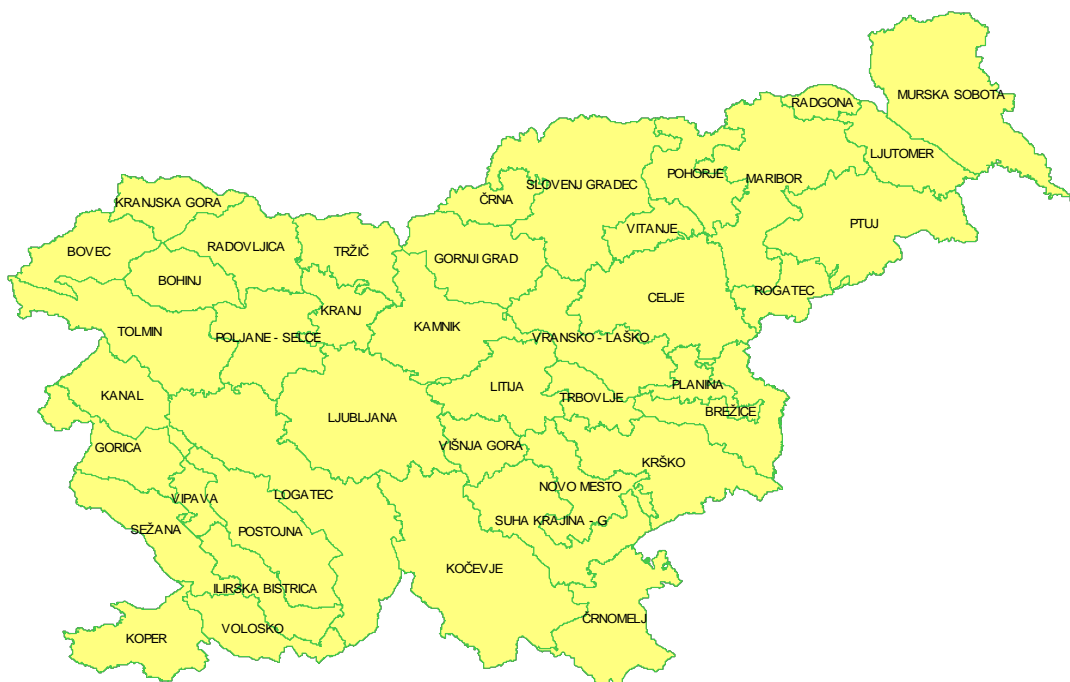 MURSKA SOBOTA
RADGONA
LJUTOMER
POHORJE
MARIBOR
SLOVENJ GRADEC
ČRNA
KRANJSKA GORA
PTUJ
VITANJE
BOVEC
RADOVLJICA
TRŽIČ
GORNJI GRAD
BOHINJ
ROGATEC
CELJE
KRANJ
KAMNIK
TOLMIN
POLJANE - SELCE
VRANSKO - LAŠKO
PLANINA
LITIJA
KANAL
TRBOVLJE
BREŽICE
LJUBLJANA
GORICA
VIŠNJA GORA
KRŠKO
NOVO MESTO
VIPAVA
LOGATEC
SUHA KRAJINA - G
SEŽANA
POSTOJNA
KOČEVJE
ILIRSKA BISTRICA
ČRNOMELJ
VOLOSKO
KOPER